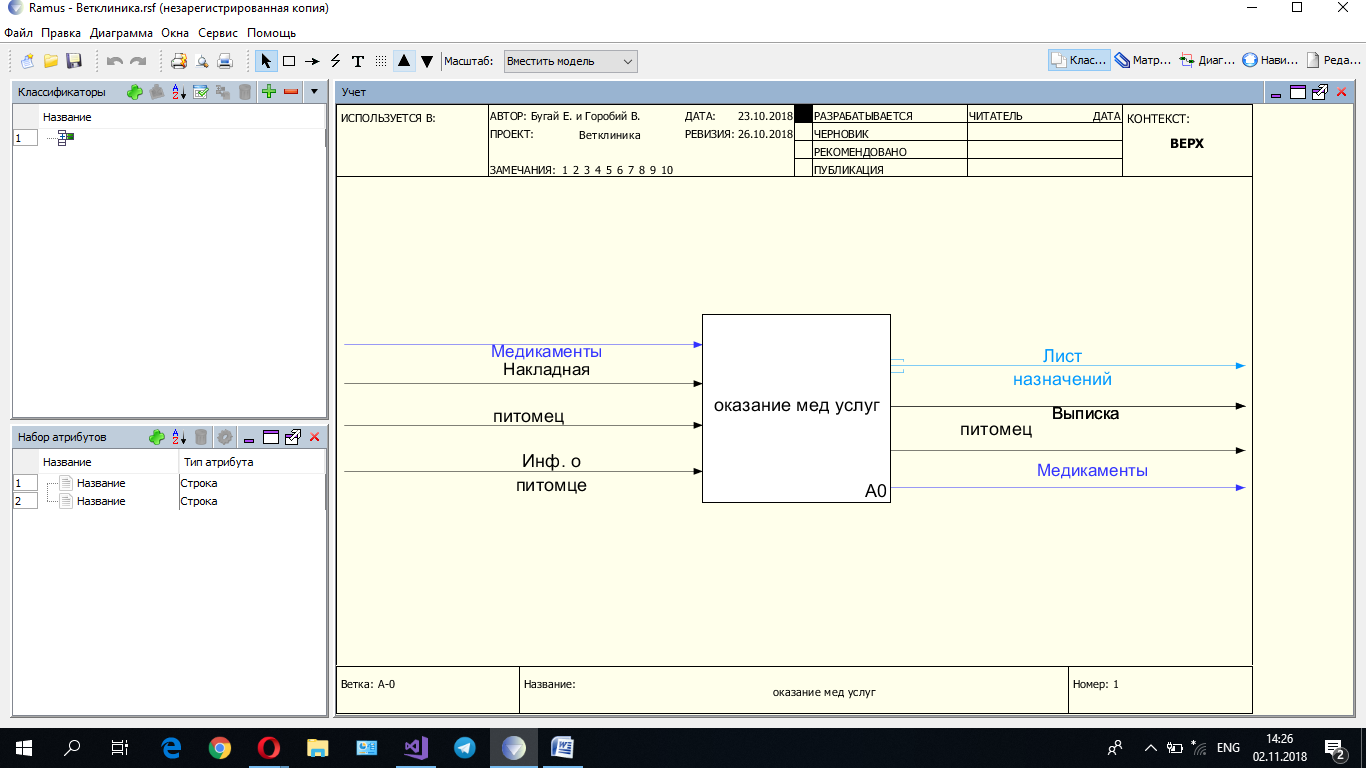 Ramus - Ветклиника.rsf (незарегистрированная копия)
Файл Правка Диаграмма Окна Сервис Помощь
Масштаб: Вместить модель Клас... Матр... Диаг... Нави... Реда...
Классификаторы
Название
1
Набор атрибутов
Название Тип атрибута
1 Название Строка
2 Название Строка
Учет
ИСПОЛЬЗУЕТСЯ В: АВТОР: Бугай Е. и Горобий В. ДАТА: 23.10.2018 РАЗРАБАТЫВАЕТСЯ ЧИТАТЕЛЬ ДАТА КОНТЕКСТ:
ПРОЕКТ: Ветклиника РЕВИЗИЯ: 26.10.2018 ЧЕРНОВИК
ВЕРХ
РЕКОМЕНДОВАНО
ЗАМЕЧАНИЯ: 1 2 3 4 5 6 7 8 9 10 ПУБЛИКАЦИЯ
Медикаменты
Накладная
питомец
Инф. о
питомце
оказание мед услуг
A0
Лист
назначений
Выписка
питомец
Медикаменты
Ветка: A-0 Название: оказание мед услуг Номер: 1
ENG
14:26
02.11.2018
2